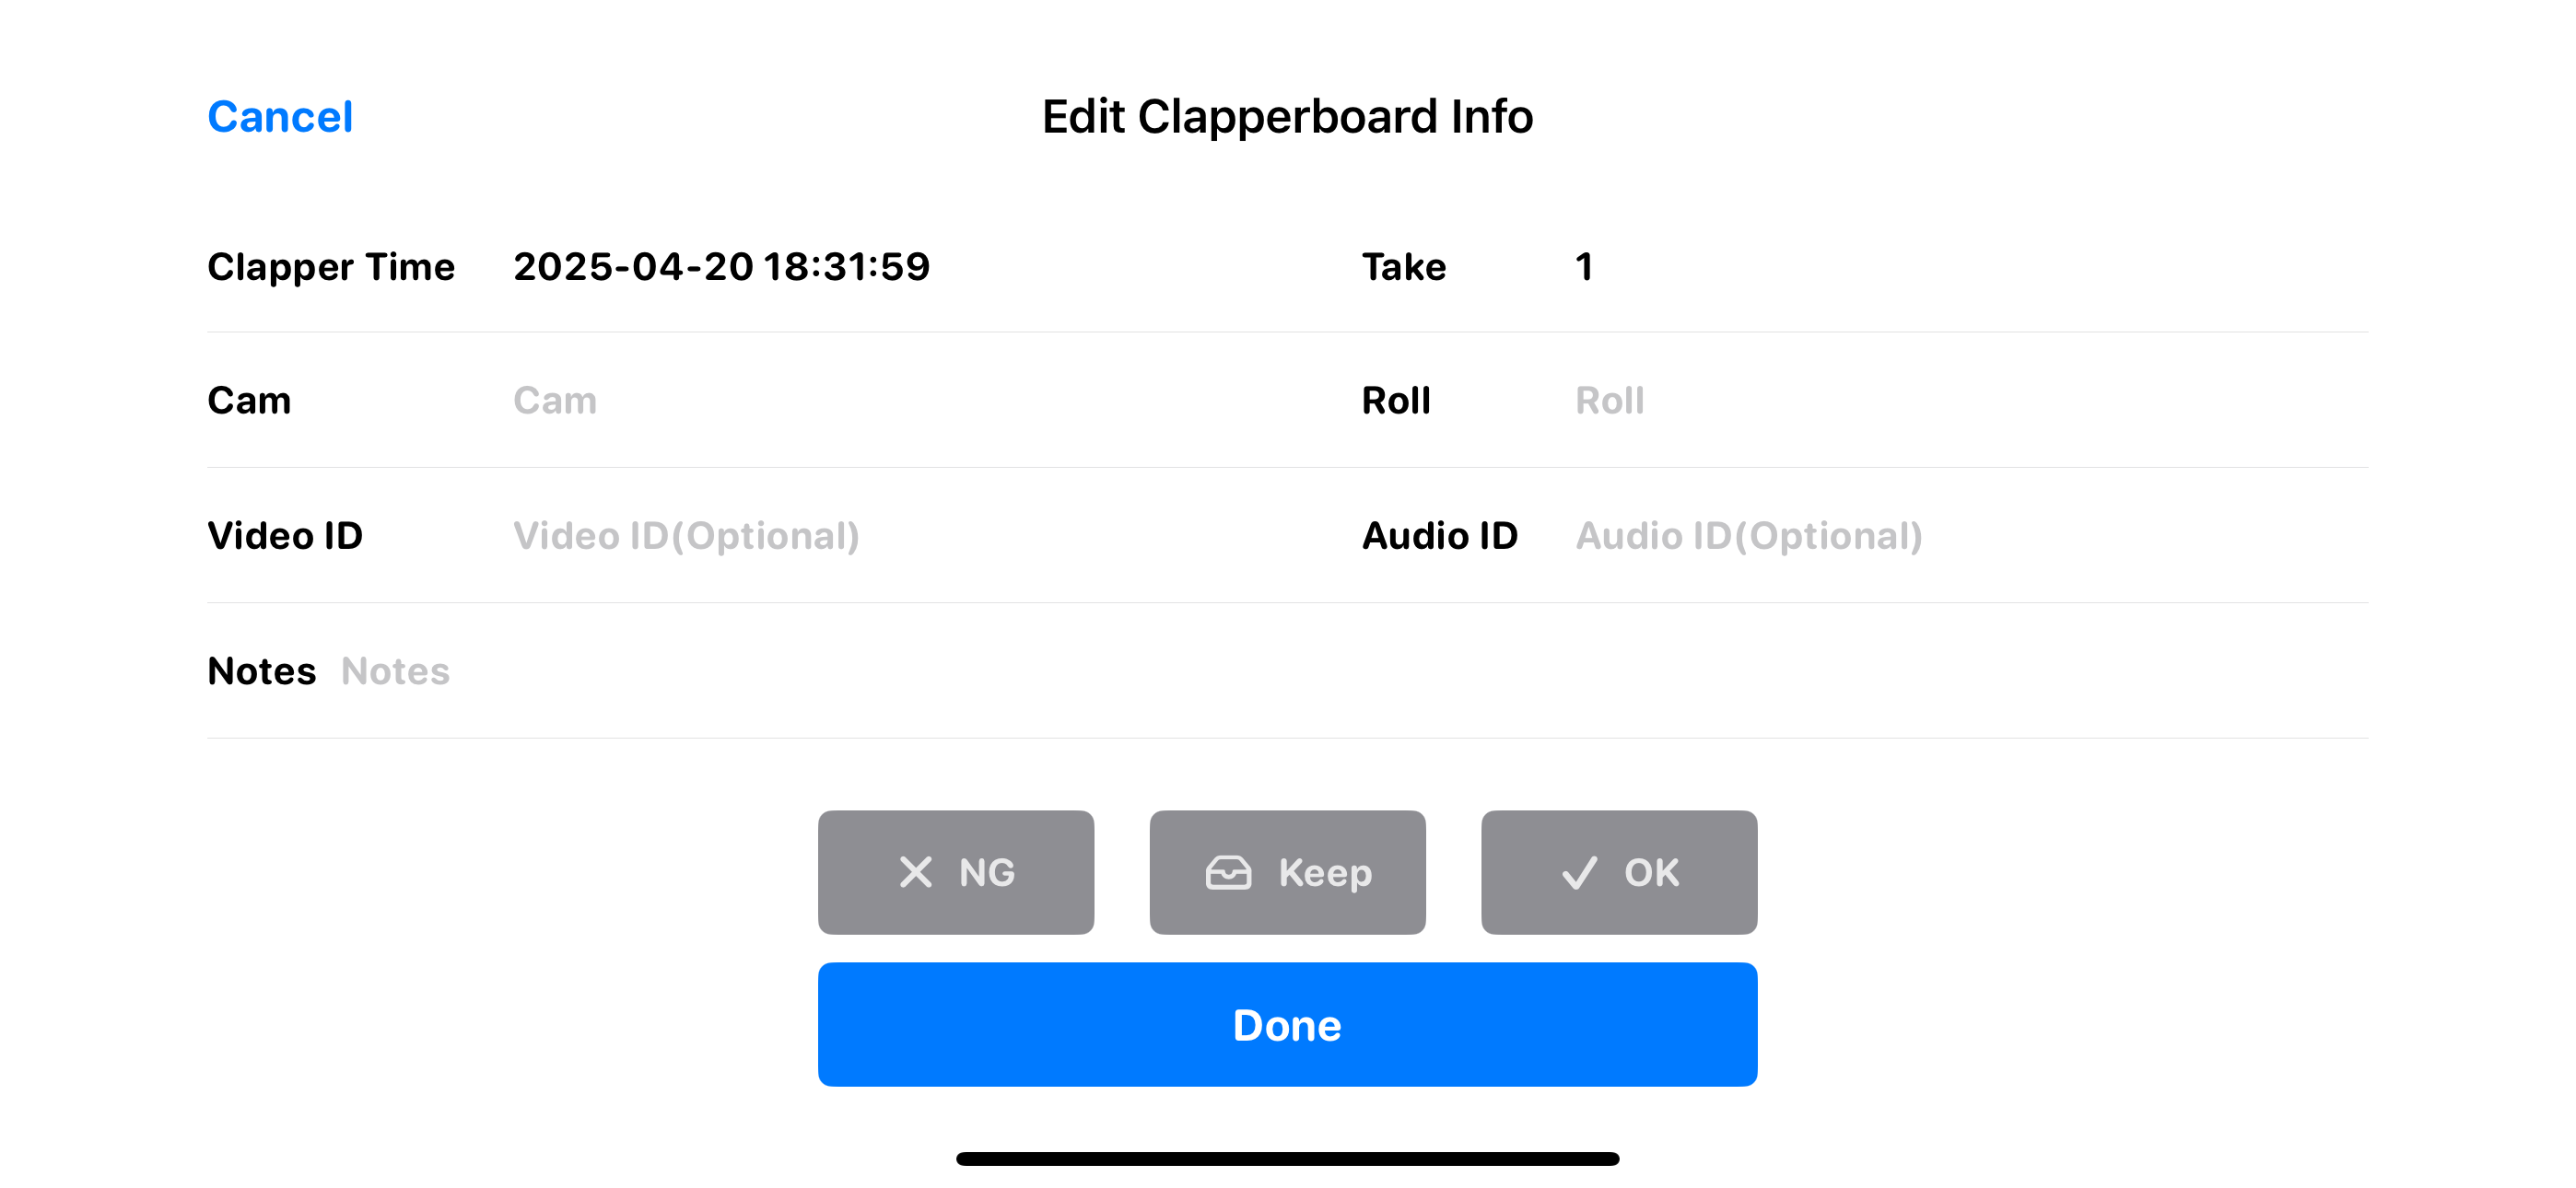 Cancel
Edit Clapperboard Info
Clapper Time 2025-04-20 18:31:59 Take 1
Cam Cam Roll Roll
Video ID Video ID(Optional) Audio ID Audio ID(Optional)
Notes Notes
NG Keep OK
Done